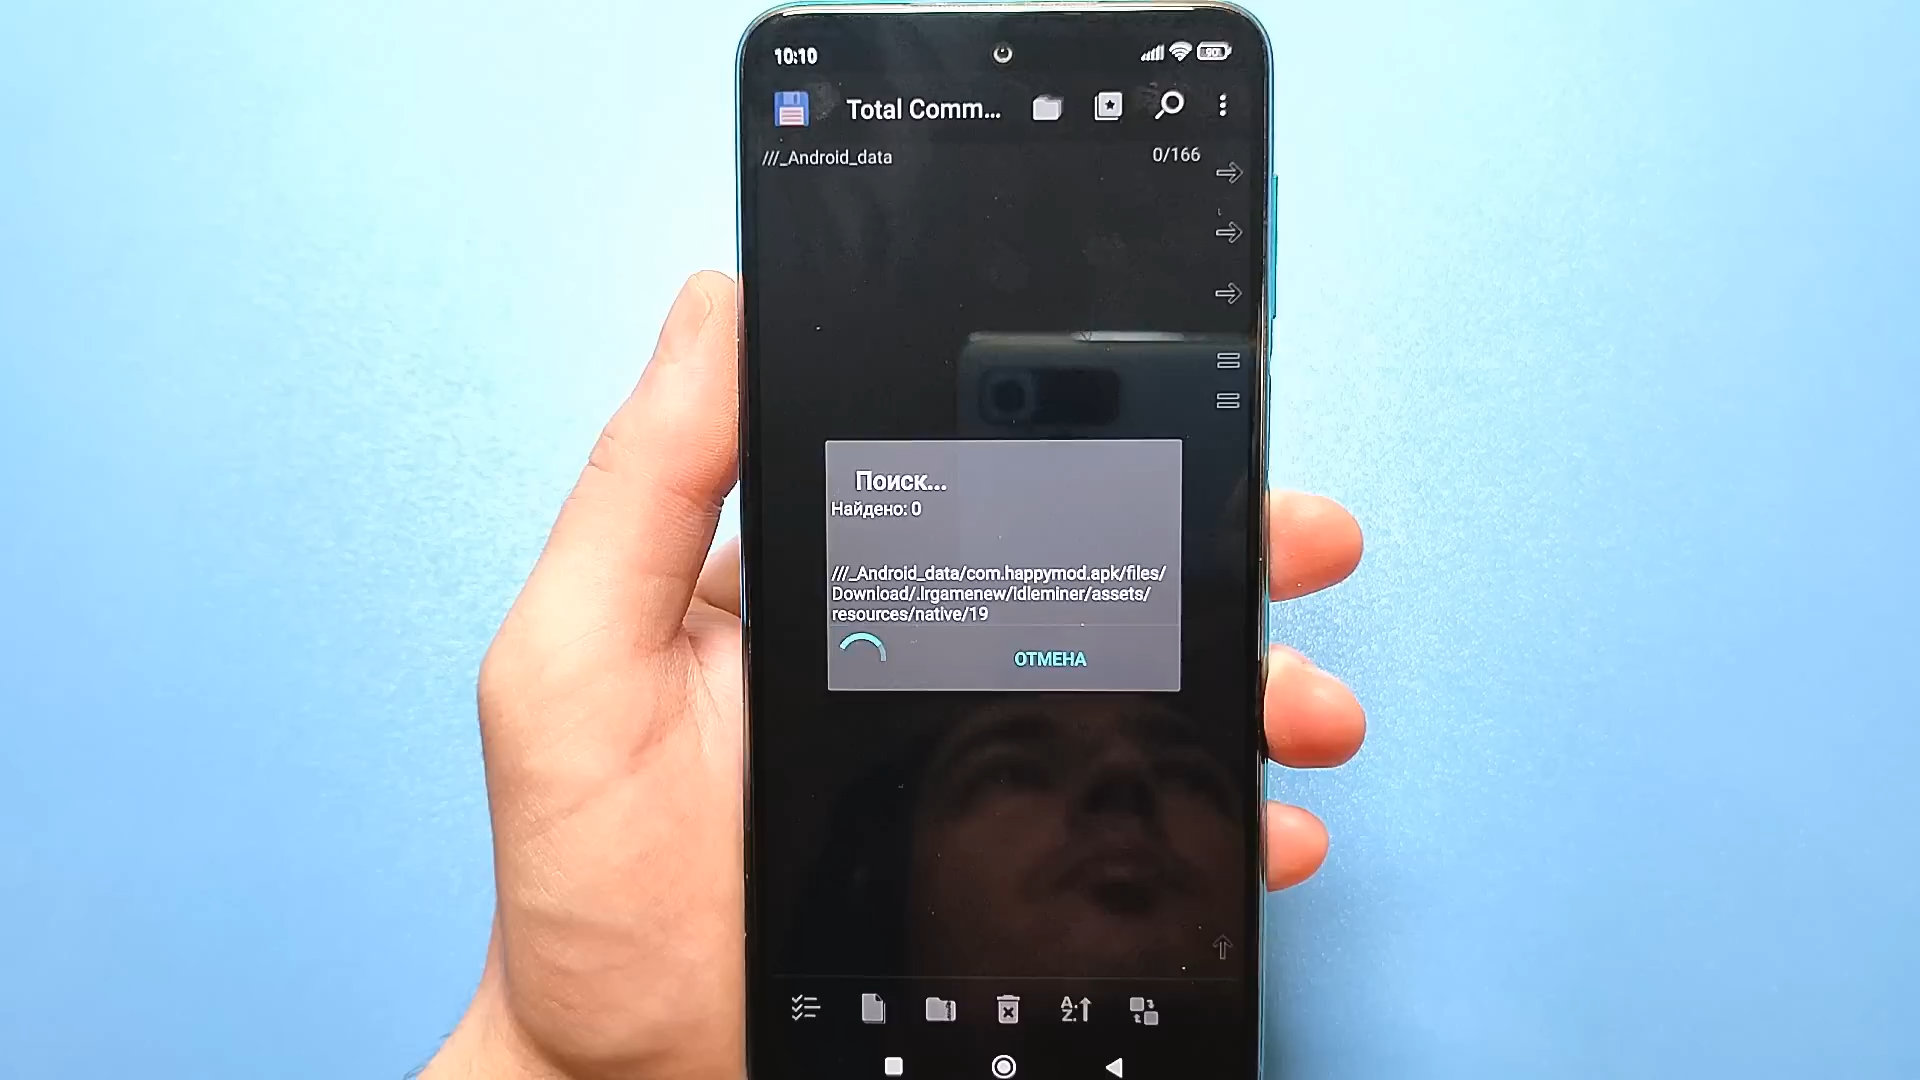 10:10
90
Total Comm...
///_Android_data
0/166
Поиск...
Найдено: 0
///_Android_data/com.happymod.apk/files/
Download/.lrgamenew/idleminer/assets/
resources/native/19
ОТМЕНА
A.
Z.